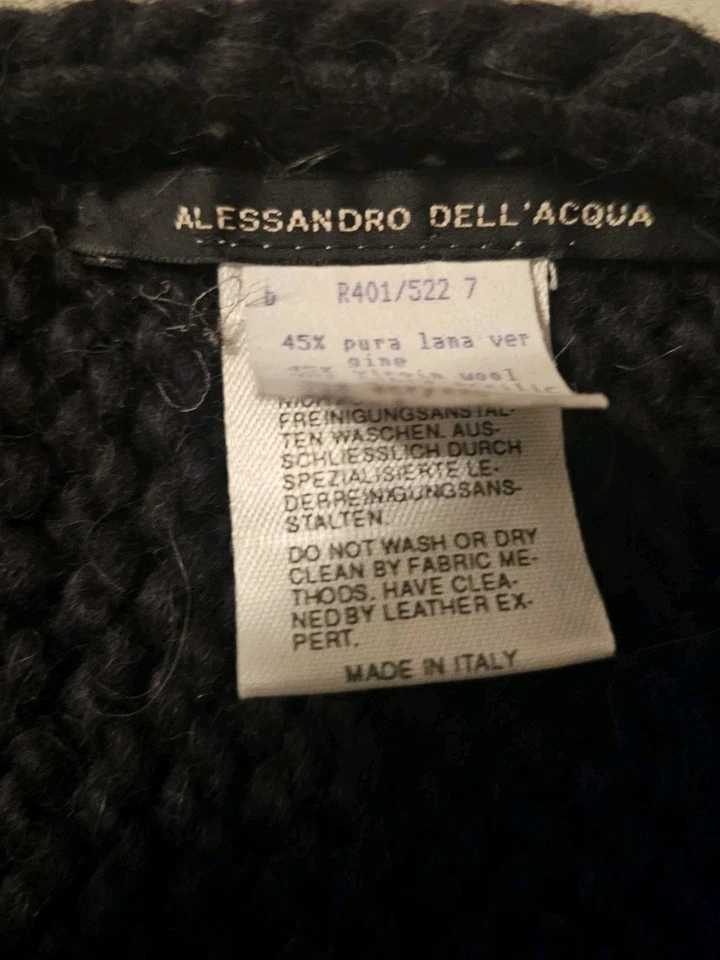 ALESSANDRO DELL'ACQUA
R401/522 7
45% pura lana ver
gine
virgin wool
FREINIGUNGSANSTAL-
TEN WASCHEN. AUS-
SCHLIESSLICH DURCH
SPEZIALISIERTE LE-
DERREINIGUNGSANS-
STALTEN.
DO NOT WASH OR DRY
CLEAN BY FABRIC ME-
THODS. HAVE CLEA-
NED BY LEATHER EX-
PERT.
MADE IN ITALY